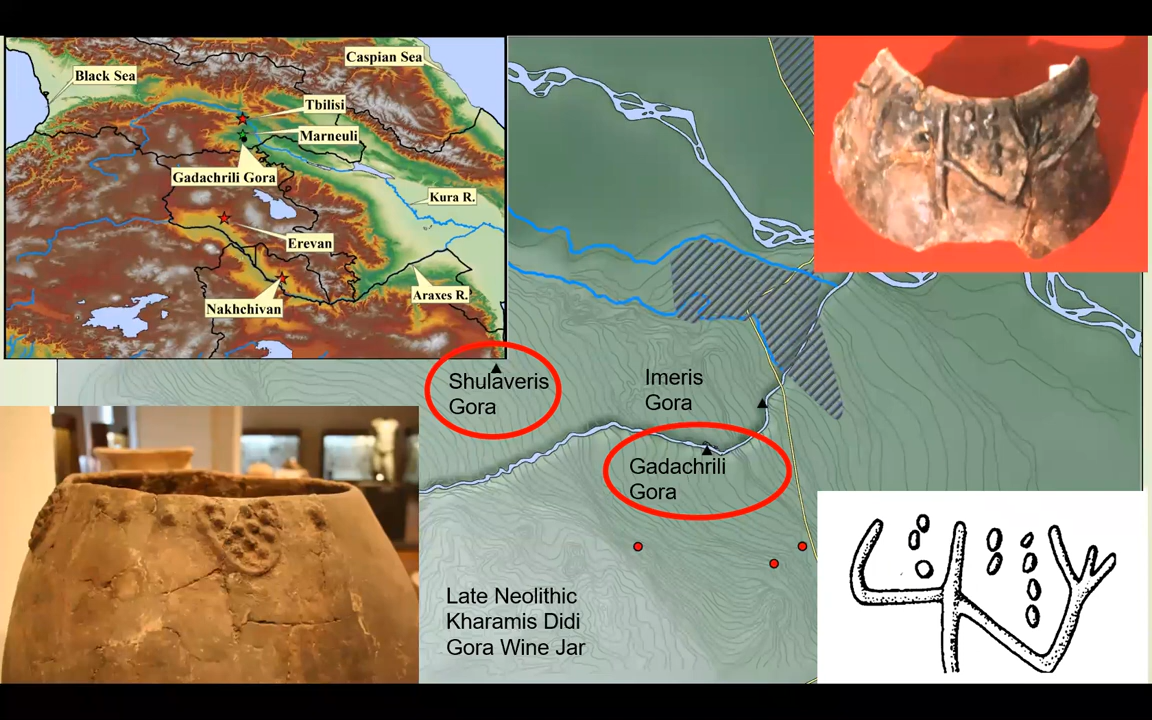 Black Sea
Caspian Sea
Tbilisi
Marneuli
Gadachrili Gora
Kura R.
Erevan
Nakhchivan
Araxes R.
Shulaveris
Gora
Imeris
Gora
Gadachrili
Gora
Late Neolithic
Kharamis Didi
Gora Wine Jar